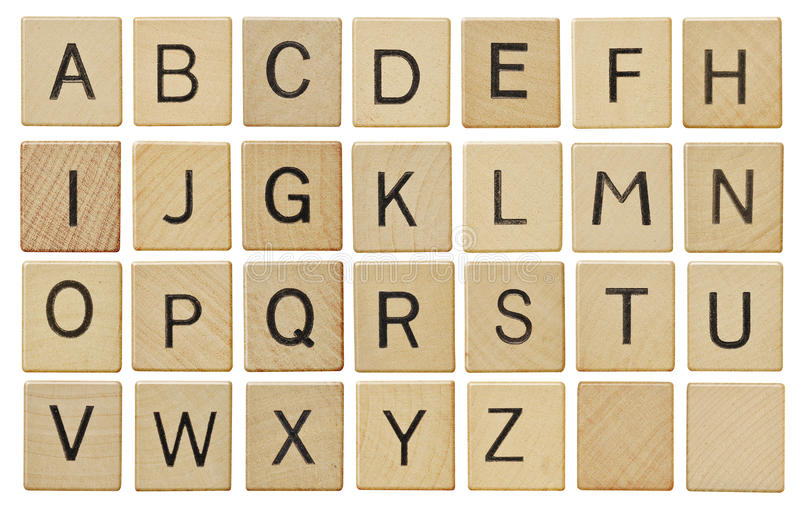 A B C D E F H
I J G K L M N
O P Q R S T U
V W X Y Z
dreamstime